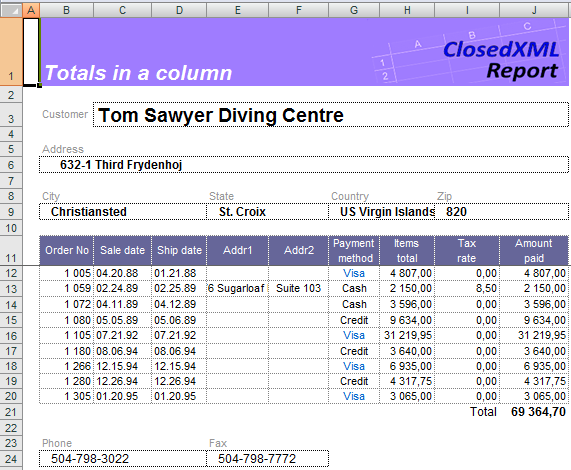 A B C D E F G H I J
1 Totals in a column A B C 1 2 ClosedXML
Report
2
3 Customer Tom Sawyer Diving Centre
4
5 Address
6 632-1 Third Frydenhoj
7
8 City State Country Zip
9 Christiansted St. Croix US Virgin Islands 820
10
11 Order No Sale date Ship date Addr1 Addr2 Payment method Items total Tax rate Amount paid
12 1 005 04.20.88 01.21.88 Visa 4 807,00 0,00 4 807,00
13 1 059 02.24.89 02.25.89 6 Sugarloaf Suite 103 Cash 2 150,00 8,50 2 150,00
14 1 072 04.11.89 04.12.89 Cash 3 596,00 0,00 3 596,00
15 1 080 05.05.89 05.06.89 Credit 9 634,00 0,00 9 634,00
16 1 105 07.21.92 07.21.92 Visa 31 219,95 0,00 31 219,95
17 1 180 08.06.94 08.06.94 Credit 3 640,00 0,00 3 640,00
18 1 266 12.15.94 12.15.94 Visa 6 935,00 0,00 6 935,00
19 1 280 12.26.94 12.26.94 Credit 4 317,75 0,00 4 317,75
20 1 305 01.20.95 01.20.95 Visa 3 065,00 0,00 3 065,00
21 Total 69 364,70
22
23 Phone Fax
24 504-798-3022 504-798-7772